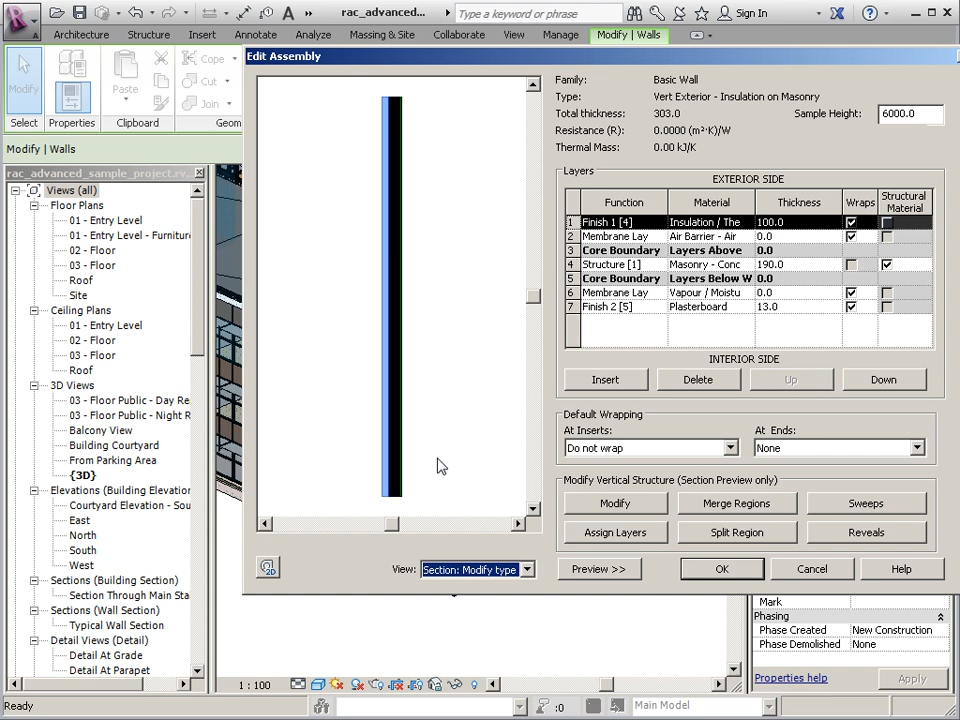 rac_advanced...
Type a keyword or phrase
Sign In
Architecture
Structure
Insert
Annotate
Analyze
Massing & Site
Collaborate
View
Manage
Modify | Walls
Modify
Paste
Cope
Cut
Join
Select
Properties
Clipboard
Geom
Modify | Walls
rac_advanced_sample_project.rv...
Views (all)
Floor Plans
01 - Entry Level
01 - Entry Level - Furniture
02 - Floor
03 - Floor
Roof
Site
Ceiling Plans
01 - Entry Level
02 - Floor
03 - Floor
Roof
3D Views
03 - Floor Public - Day Re
03 - Floor Public - Night R
Balcony View
Building Courtyard
From Parking Area
{3D}
Elevations (Building Elevation
Courtyard Elevation - Sou
East
North
South
West
Sections (Building Section)
Section Through Main Sta
Sections (Wall Section)
Typical Wall Section
Detail Views (Detail)
Detail At Grade
Detail At Parapet
Edit Assembly
Family: Basic Wall
Type: Vert Exterior - Insulation on Masonry
Total thickness: 303.0 Sample Height: 6000.0
Resistance (R): 0.0000 (m²·K)/W
Thermal Mass: 0.00 kJ/K
Layers
EXTERIOR SIDE
Function Material Thickness Wraps Structural Material
1 Finish 1 [4] Insulation / The 100.0
2 Membrane Lay Air Barrier - Air 0.0
3 Core Boundary Layers Above 0.0
4 Structure [1] Masonry - Conc 190.0
5 Core Boundary Layers Below W 0.0
6 Membrane Lay Vapour / Moistu 0.0
7 Finish 2 [5] Plasterboard 13.0
INTERIOR SIDE
Insert Delete Up Down
Default Wrapping
At Inserts: At Ends:
Do not wrap None
Modify Vertical Structure (Section Preview only)
Modify Merge Regions Sweeps
Assign Layers Split Region Reveals
View: Section: Modify type Preview >> OK Cancel Help
Mark
Phasing
Phase Created New Construction
Phase Demolished None
Properties help Apply
1 : 100
Ready
:0
Main Model